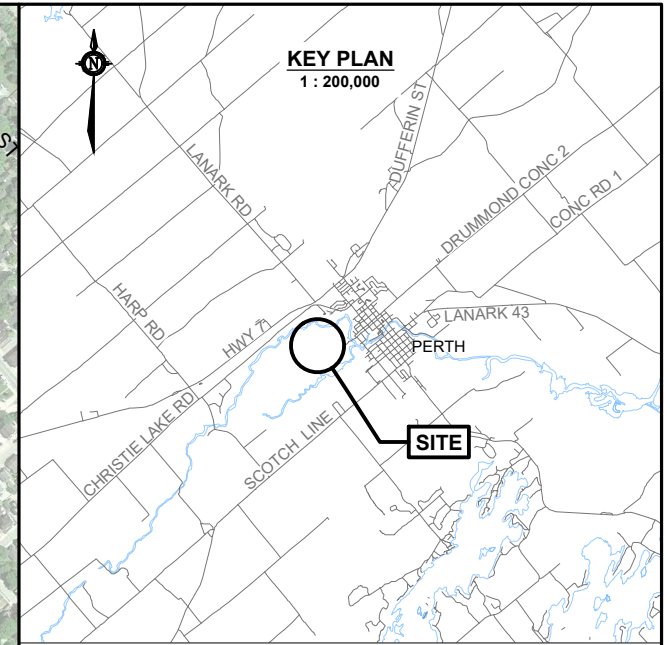 KEY PLAN
1 : 200,000
N
ST
DUFFERIN ST
LANARK RD
DRUMMOND CONC 2
CONC RD 1
HARP RD
HWY 7
LANARK 43
PERTH
CHRISTIE LAKE RD
SCOTCH LINE
SITE